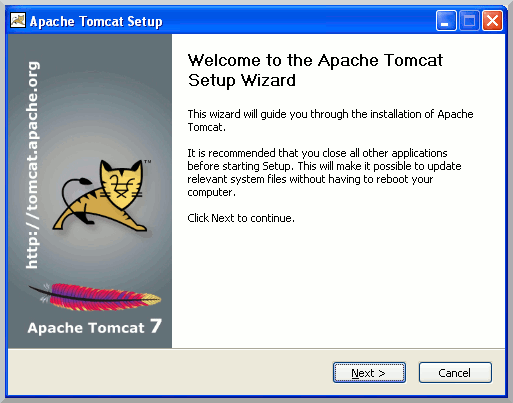 Apache Tomcat Setup
http://tomcat.apache.org
TM
Apache Tomcat 7
Welcome to the Apache Tomcat
Setup Wizard
This wizard will guide you through the installation of Apache
Tomcat.
It is recommended that you close all other applications
before starting Setup. This will make it possible to update
relevant system files without having to reboot your
computer.
Click Next to continue.
Next >
Cancel